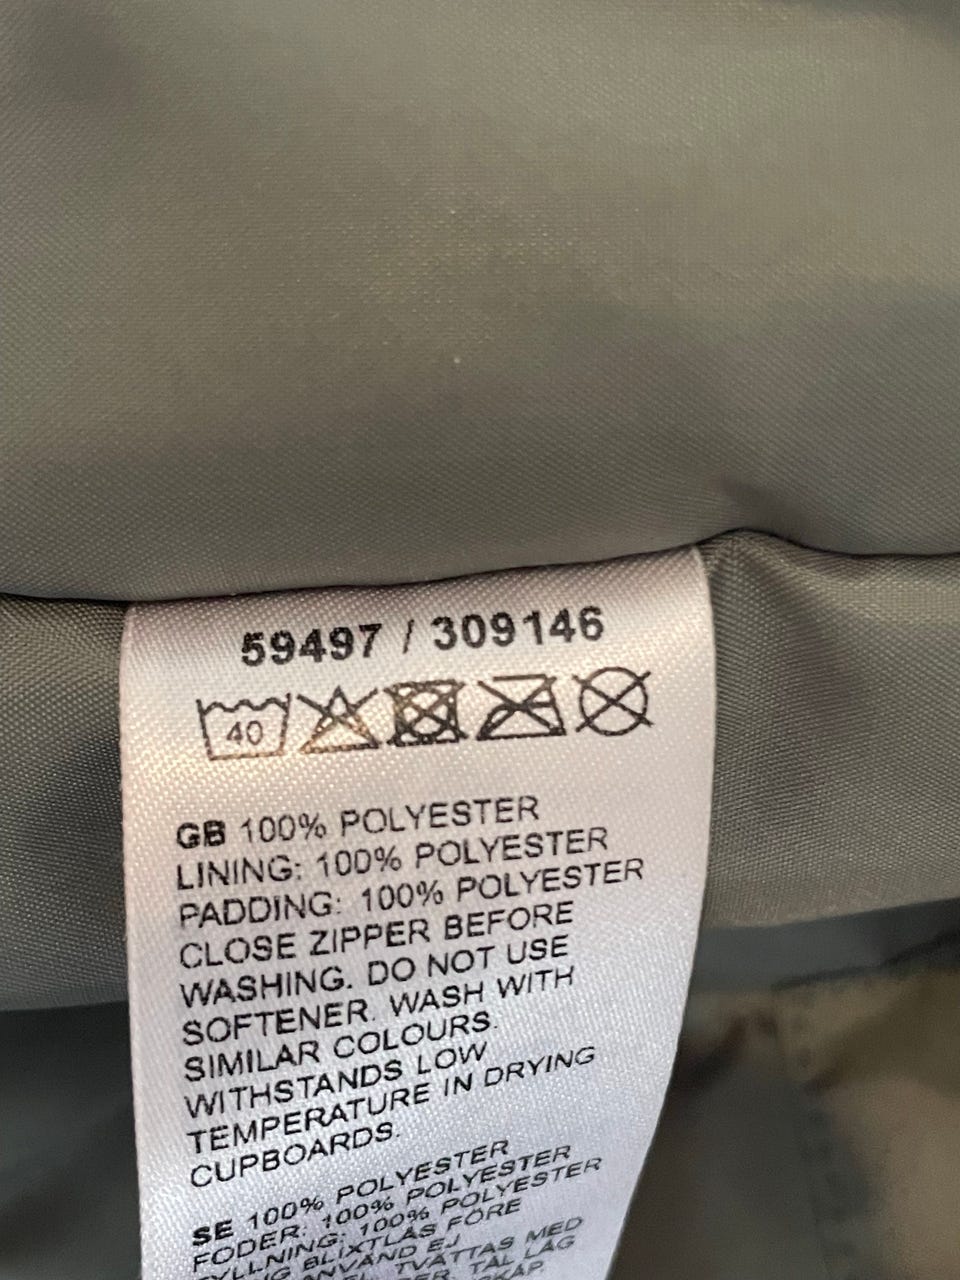 59497 / 309146
40
GB 100% POLYESTER
LINING: 100% POLYESTER
PADDING: 100% POLYESTER
CLOSE ZIPPER BEFORE
WASHING. DO NOT USE
SOFTENER. WASH WITH
SIMILAR COLOURS.
WITHSTANDS LOW
TEMPERATURE IN DRYING
CUPBOARDS.
SE 100% POLYESTER
FODER: 100% POLYESTER
FYLLNING: 100% POLYESTER
BLIXTLÅS FÖRE
ANVÄND EJ
TVÄTTAS MED
TÅL LÅG